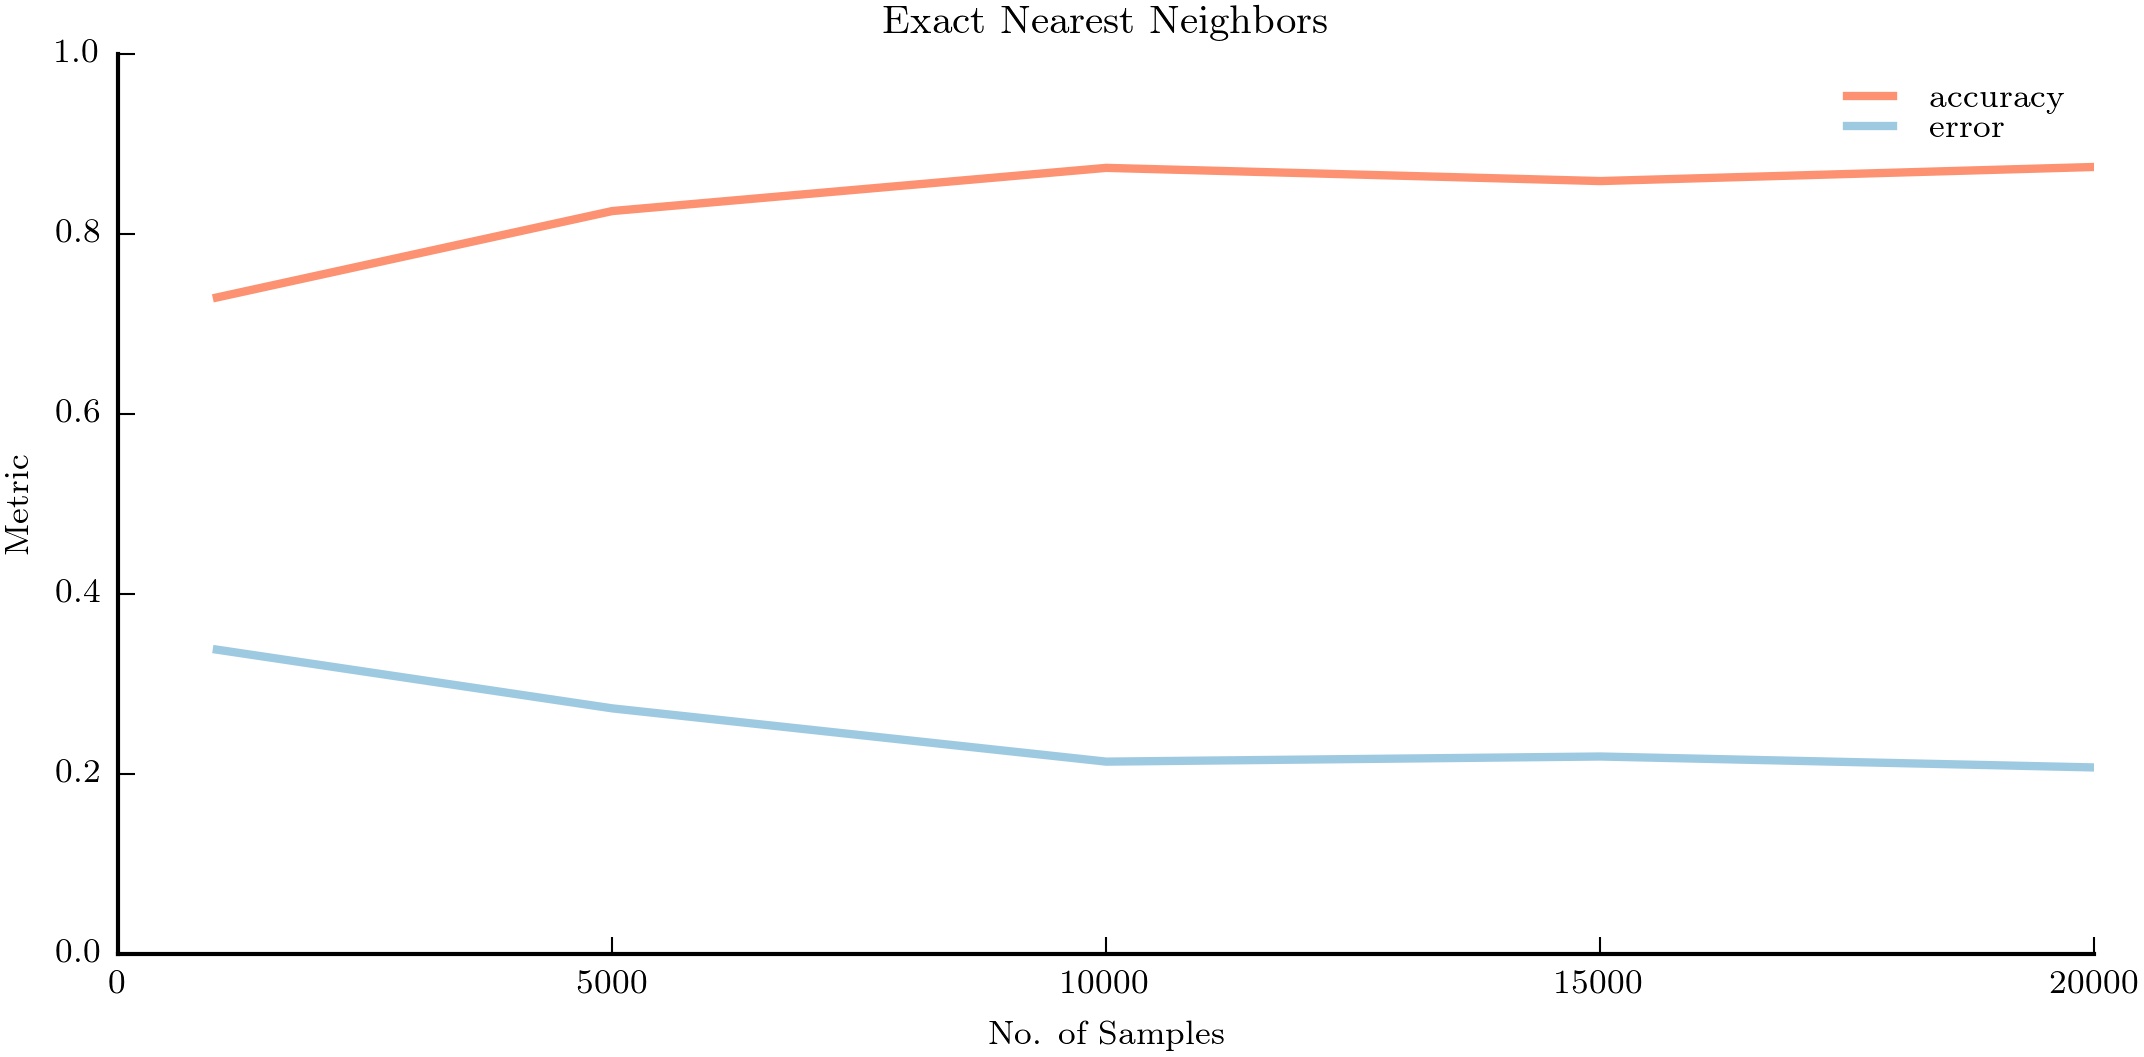 Exact Nearest Neighbors
1.0
accuracy
error
0.8
0.6
Metric
0.4
0.2
0.0
0 5000 10000 15000 20000
No. of Samples